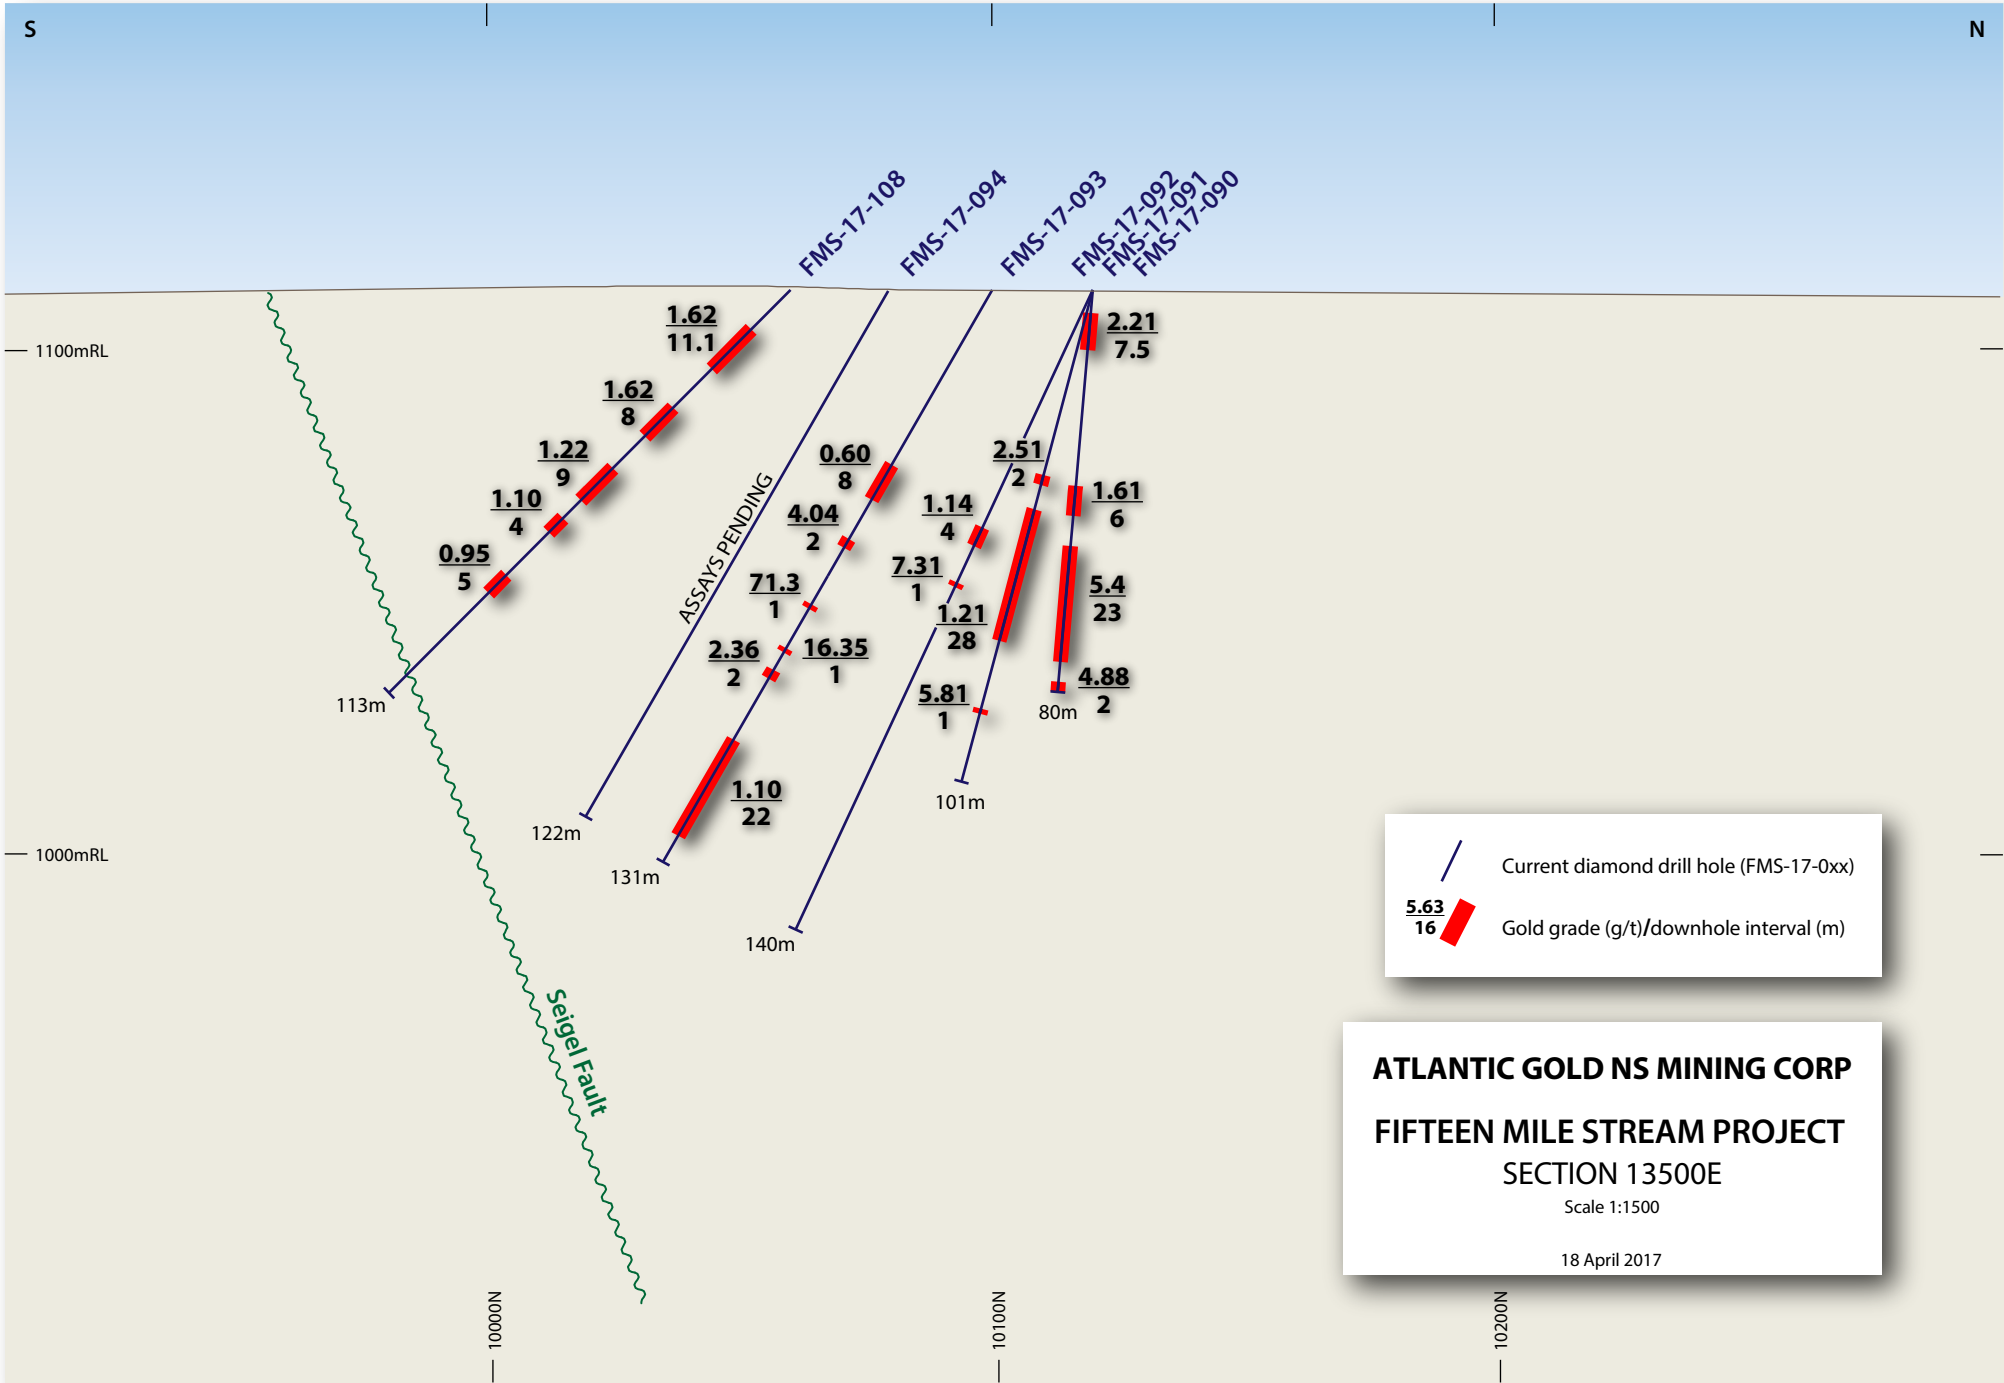 S
N
FMS-17-108
FMS-17-094
FMS-17-093
FMS-17-092
FMS-17-091
FMS-17-090
1100mRL
1000mRL
1.62
11.1
1.62
8
1.22
9
1.10
4
0.95
5
113m
ASSAYS PENDING
122m
0.60
8
4.04
2
71.3
1
16.35
1
2.36
2
1.10
22
131m
1.14
4
7.31
1
140m
2.51
2
1.21
28
5.81
1
101m
2.21
7.5
1.61
6
5.4
23
4.88
2
80m
Seigel Fault
Current diamond drill hole (FMS-17-0xx)
5.63
16
Gold grade (g/t)/downhole interval (m)
ATLANTIC GOLD NS MINING CORP
FIFTEEN MILE STREAM PROJECT
SECTION 13500E
Scale 1:1500
18 April 2017
10000N
10100N
10200N